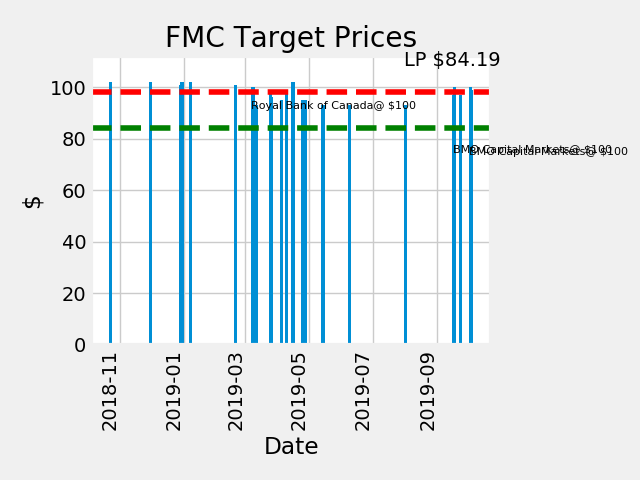 FMC Target Prices
LP $84.19
100
80
60
40
20
0
$
Royal Bank of Canada@ $100
BMO Capital Markets@ $100
BMO Capital Markets@ $100
2018-11
2019-01
2019-03
2019-05
2019-07
2019-09
Date